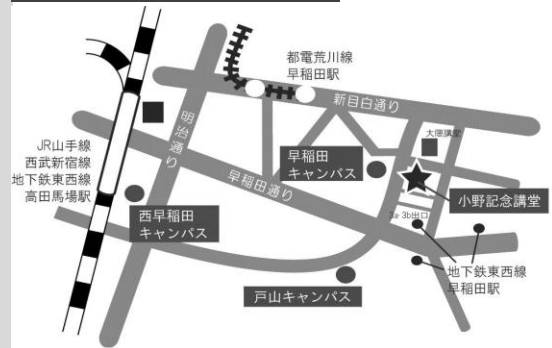 都電荒川線
早稲田駅
新目白通り
明治通り
大隈講堂
JR山手線
西武新宿線
地下鉄東西線
高田馬場駅
早稲田
キャンパス
早稲田通り
小野記念講堂
西早稲田
キャンパス
3a·3b出口
戸山キャンパス
地下鉄東西線
早稲田駅